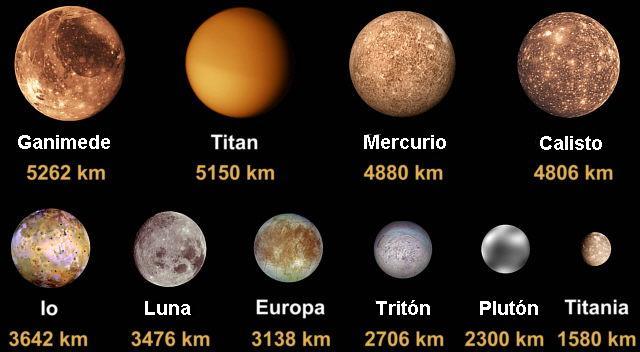 Ganimede Titan Mercurio Calisto
5262 km 5150 km 4880 km 4806 km
Io Luna Europa Tritón Plutón Titania
3642 km 3476 km 3138 km 2706 km 2300 km 1580 km